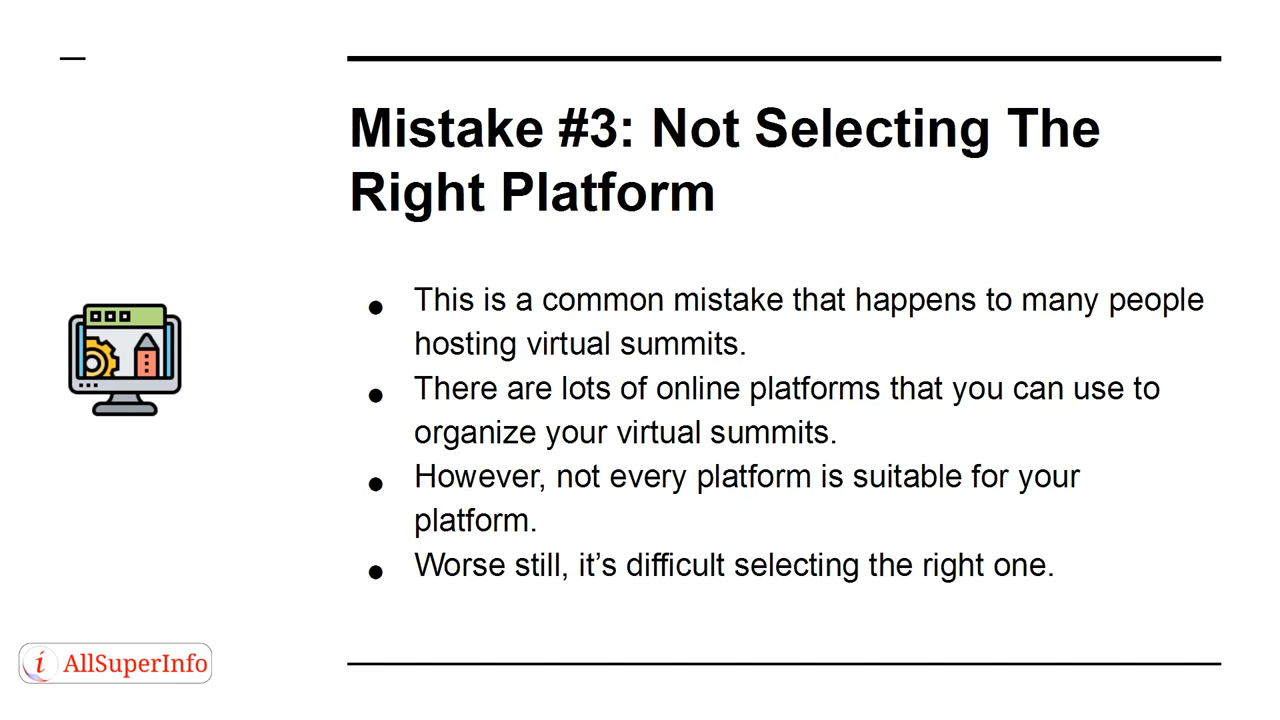 Mistake #3: Not Selecting The
Right Platform
● This is a common mistake that happens to many people
hosting virtual summits.
● There are lots of online platforms that you can use to
organize your virtual summits.
● However, not every platform is suitable for your
platform.
● Worse still, it’s difficult selecting the right one.
i AllSuperInfo